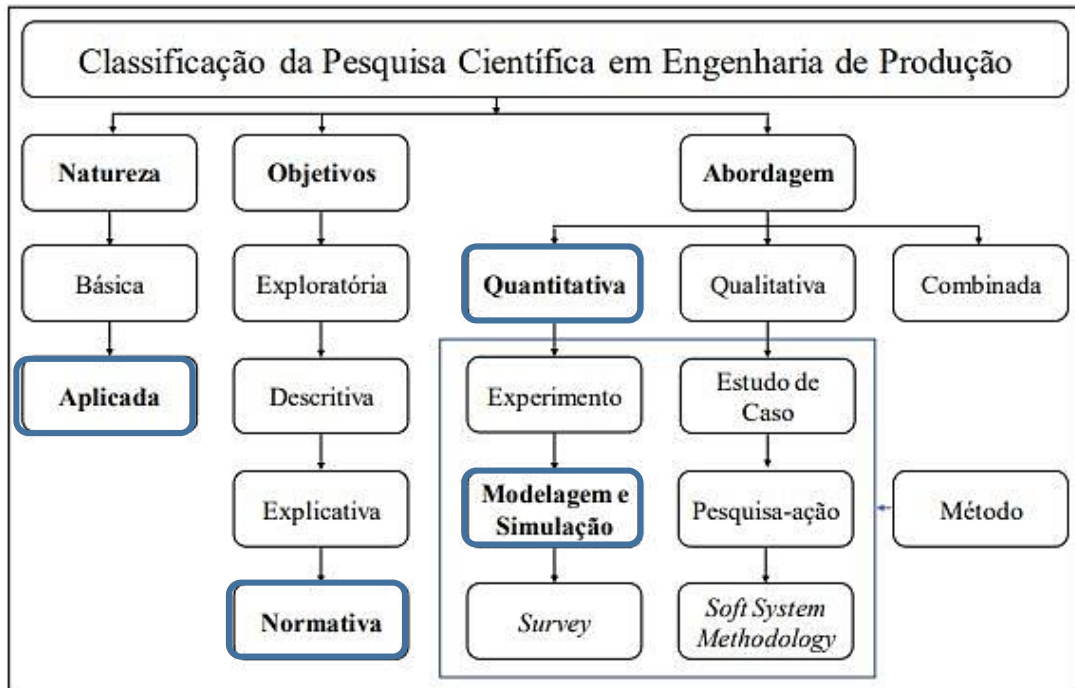 Classificação da Pesquisa Científica em Engenharia de Produção
Natureza
Objetivos
Abordagem
Básica
Exploratória
Quantitativa
Qualitativa
Combinada
Aplicada
Descritiva
Experimento
Estudo de
Caso
Explicativa
Modelagem e
Simulação
Pesquisa-ação
Método
Normativa
Survey
Soft System
Methodology